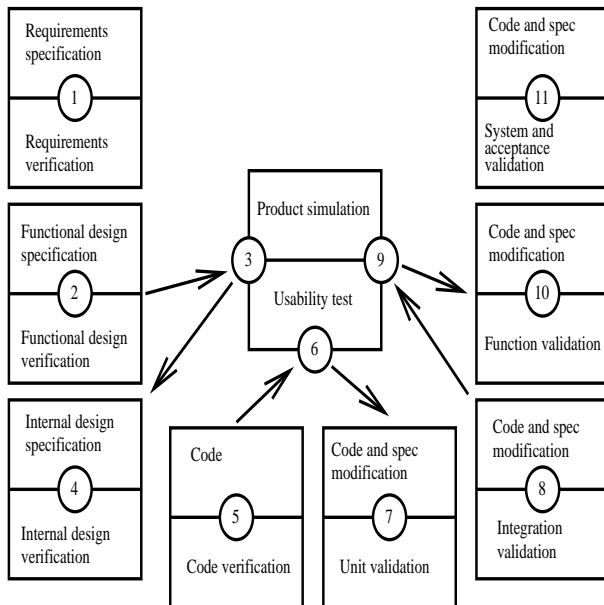 Requirements
specification
1
Requirements
verification
Functional design
specification
2
Functional design
verification
Internal design
specification
4
Internal design
verification
Product simulation
3
9
Usability test
6
Code
5
Code verification
Code and spec
modification
7
Unit validation
Code and spec
modification
11
System and
acceptance
validation
Code and spec
modification
10
Function validation
Code and spec
modification
8
Integration
validation